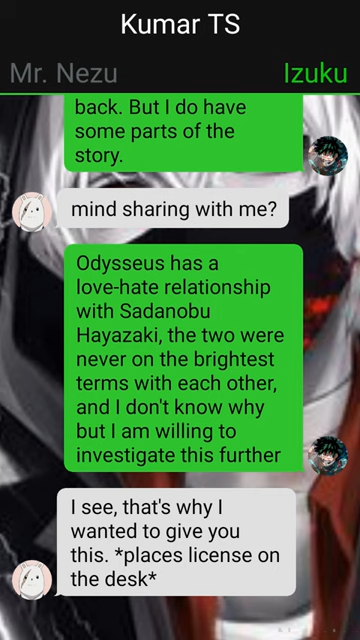 Kumar TS
Mr. Nezu
Izuku
back. But I do have
some parts of the
story.
mind sharing with me?
Odysseus has a
love-hate relationship
with Sadanobu
Hayazaki, the two were
never on the brightest
terms with each other,
and I don't know why
but I am willing to
investigate this further
I see, that's why I
wanted to give you
this. *places license on
the desk*